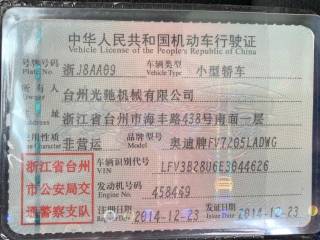 中华人民共和国机动车行驶证
Vehicle License of the People's Republic of China
号牌号码 浙J8AA09 车辆类型 小型轿车
Plate No. Vehicle Type
所有人 台州光驰机械有限公司
住址 浙江省台州市海丰路438号南面一层
使用性质 非营运 品牌型号 奥迪牌FV7205LADWG
浙江省台州 车辆识别代号 LFV3B28U6E3044626
VIN
市公安局交 发动机号码 458469
Engine No.
通警察支队 注册日期 2014-12-23 发证日期 2014-12-23
Issue Date